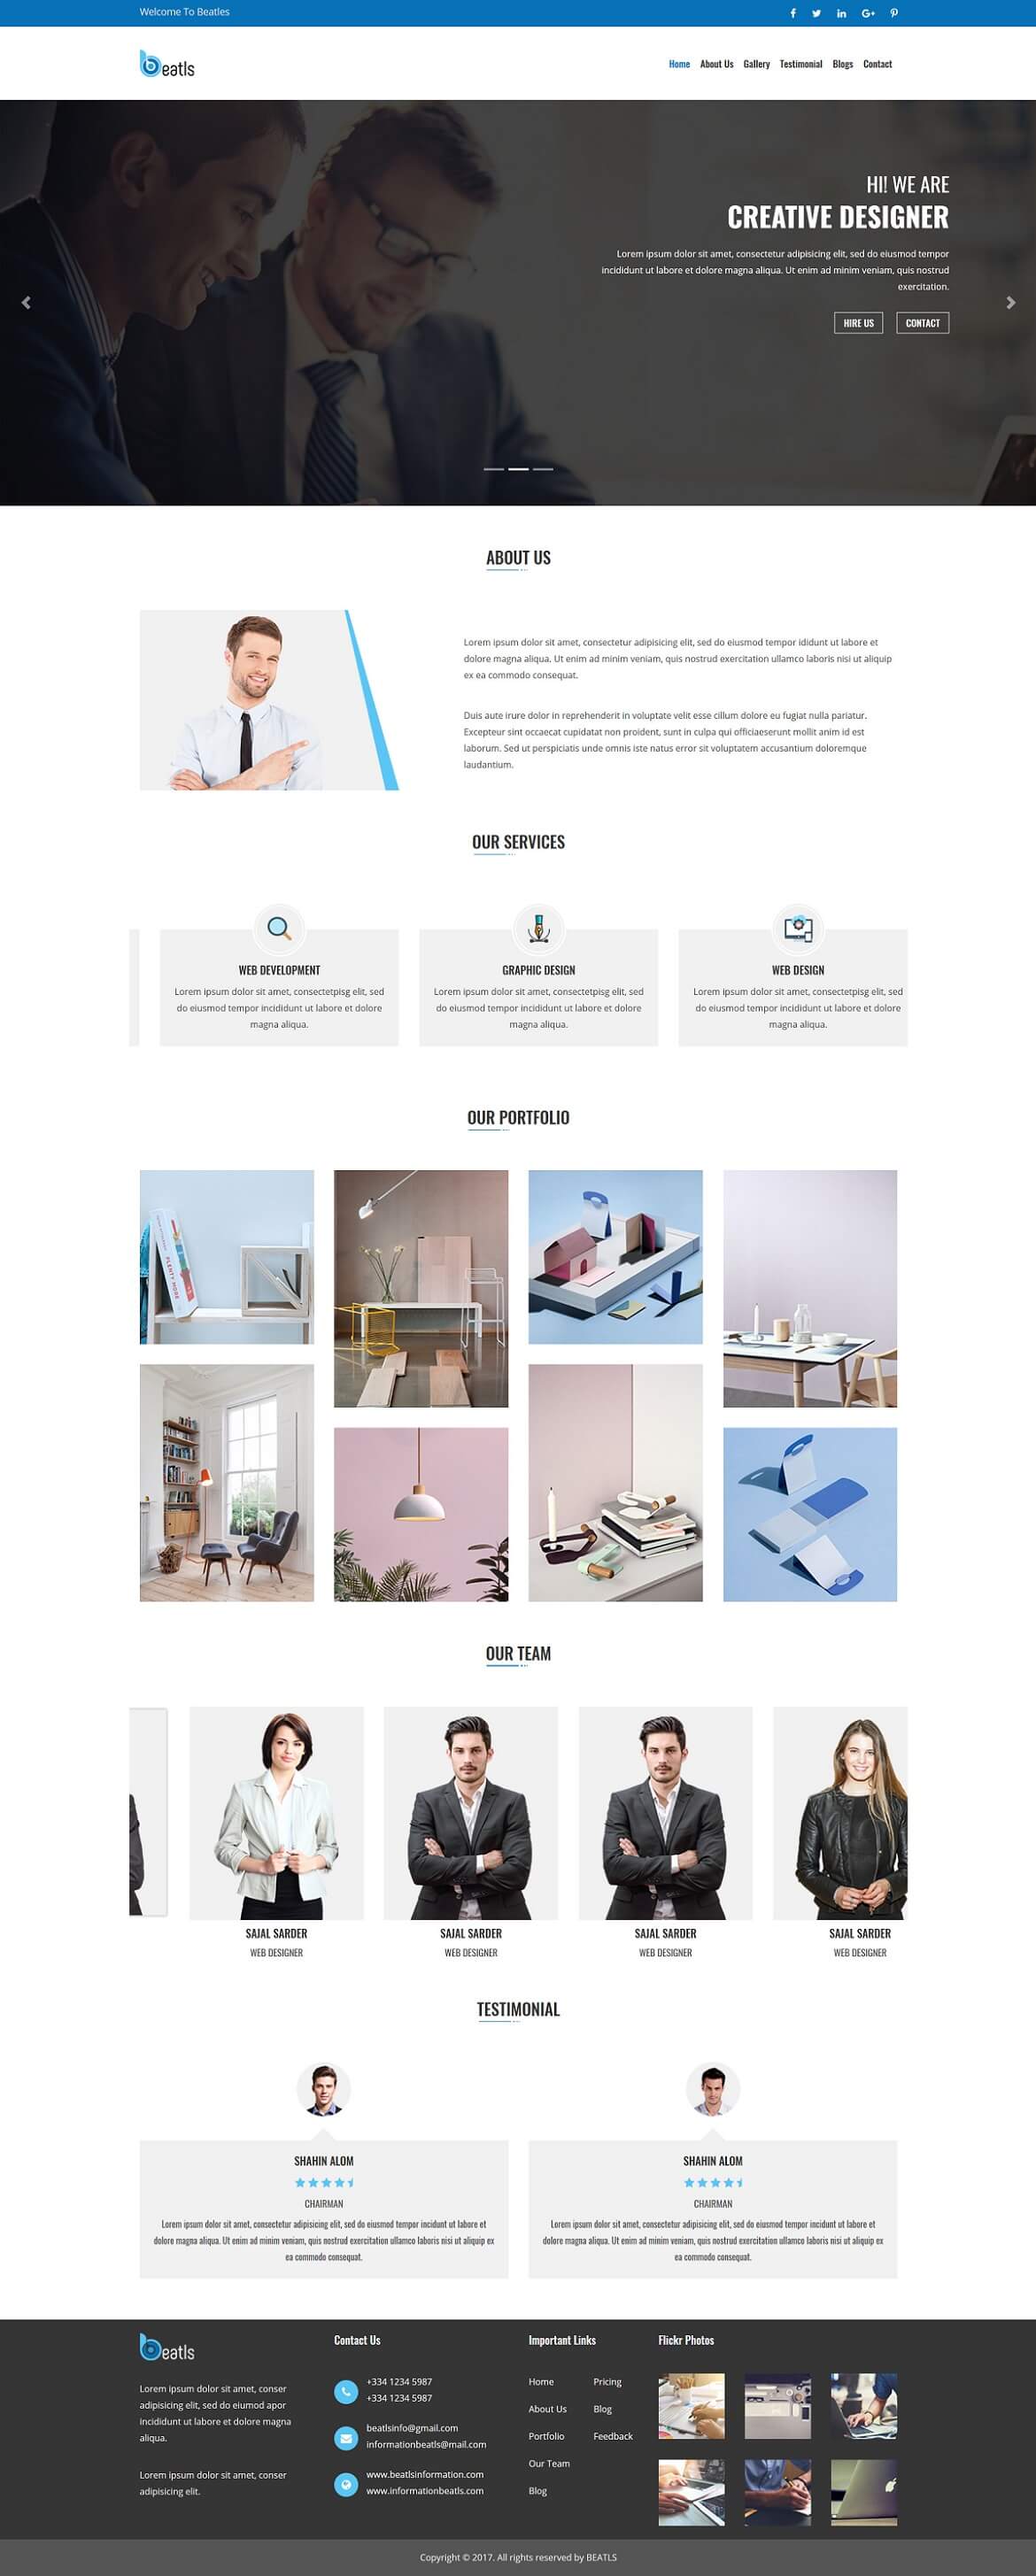 Welcome To Beatles
beatls
Home About Us Gallery Testimonial Blogs Contact
HI! WE ARE
CREATIVE DESIGNER
Lorem ipsum dolor sit amet, consectetur adipisicing elit, sed do eiusmod tempor
incididunt ut labore et dolore magna aliqua. Ut enim ad minim veniam, quis nostrud
exercitation.
HIRE US CONTACT
ABOUT US
Lorem ipsum dolor sit amet, consectetur adipisicing elit, sed do eiusmod tempor ididunt ut labore et
dolore magna aliqua. Ut enim ad minim veniam, quis nostrud exercitation ullamco laboris nisi ut aliquip
ex ea commodo consequat.
Duis aute irure dolor in reprehenderit in voluptate velit esse cillum dolore eu fugiat nulla pariatur.
Excepteur sint occaecat cupidatat non proident, sunt in culpa qui officiaeserunt mollit anim id est
laborum. Sed ut perspiciatis unde omnis iste natus error sit voluptatem accusantium doloremque
laudantium.
OUR SERVICES
WEB DEVELOPMENT
Lorem ipsum dolor sit amet, consectetpisg elit, sed
do eiusmod tempor incididunt ut labore et dolore
magna aliqua.
GRAPHIC DESIGN
Lorem ipsum dolor sit amet, consectetpisg elit, sed
do eiusmod tempor incididunt ut labore et dolore
magna aliqua.
WEB DESIGN
Lorem ipsum dolor sit amet, consectetpisg elit, sed
do eiusmod tempor incididunt ut labore et dolore
magna aliqua.
OUR PORTFOLIO
PLENTY MORE
OUR TEAM
SAJAL SARDER
WEB DESIGNER
SAJAL SARDER
WEB DESIGNER
SAJAL SARDER
WEB DESIGNER
SAJAL SARDER
WEB DESIGNER
TESTIMONIAL
SHAHIN ALOM
CHAIRMAN
Lorem ipsum dolor sit amet, consectetur adipisicing elit, sed do eiusmod tempor incidunt ut labore et
dolore magna aliqua. Ut enim ad minim veniam, quis nostrud exercitation ullamco laboris nisi ut aliquip ex
ea commodo consequat.
SHAHIN ALOM
CHAIRMAN
Lorem ipsum dolor sit amet, consectetur adipisicing elit, sed do eiusmod tempor incidunt ut labore et
dolore magna aliqua. Ut enim ad minim veniam, quis nostrud exercitation ullamco laboris nisi ut aliquip ex
ea commodo consequat.
beatls
Lorem ipsum dolor sit amet, conser
adipisicing elit, sed do eiumod apor
incididunt ut labore et dolore magna
aliqua.
Lorem ipsum dolor sit amet, conser
adipisicing elit.
Contact Us
+334 1234 5987
+334 1234 5987
beatlsinfo@gmail.com
informationbeatls@mail.com
www.beatlsinformation.com
www.informationbeatls.com
Important Links
Home Pricing
About Us Blog
Portfolio Feedback
Our Team
Blog
Flickr Photos
Copyright © 2017. All rights reserved by BEATLS